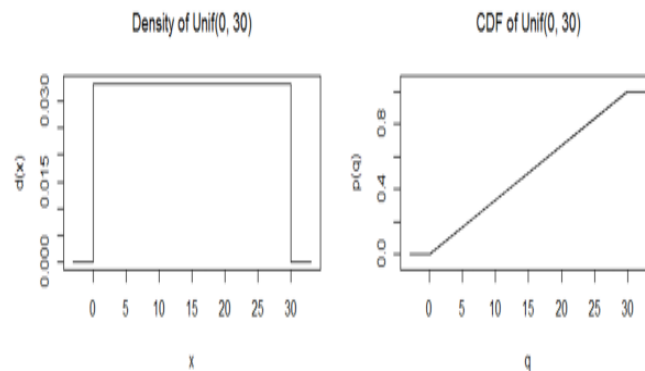 Density of Unif(0, 30)
d(x)
0.030
0.015
0.000
0 5 10 15 20 25 30
x
CDF of Unif(0, 30)
p(q)
0.8
0.4
0.0
0 5 10 15 20 25 30
q